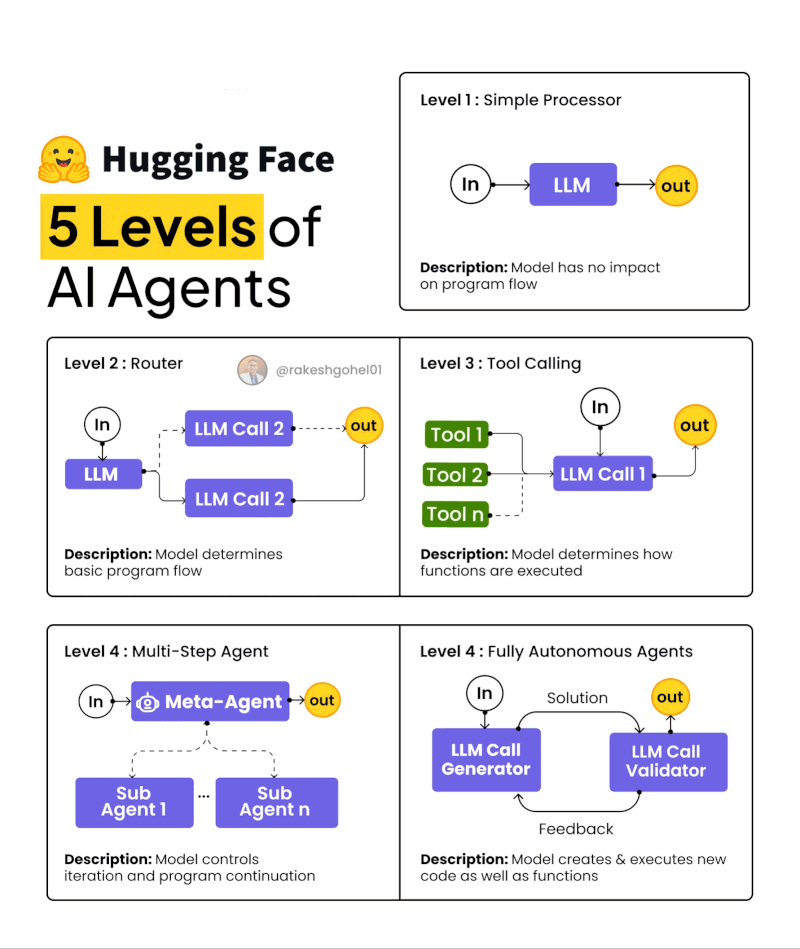 Hugging Face
5 Levels of
AI Agents
Level 1 : Simple Processor
In
LLM
out
Description: Model has no impact
on program flow
Level 2 : Router
@rakeshgohel01
In
LLM
LLM Call 2
LLM Call 2
out
Description: Model determines
basic program flow
Level 3 : Tool Calling
In
Tool 1
Tool 2
Tool n
LLM Call 1
out
Description: Model determines how
functions are executed
Level 4 : Multi-Step Agent
In
Meta-Agent
out
Sub
Agent 1
...
Sub
Agent n
Description: Model controls
iteration and program continuation
Level 4 : Fully Autonomous Agents
In
Solution
out
LLM Call
Generator
LLM Call
Validator
Feedback
Description: Model creates & executes new
code as well as functions